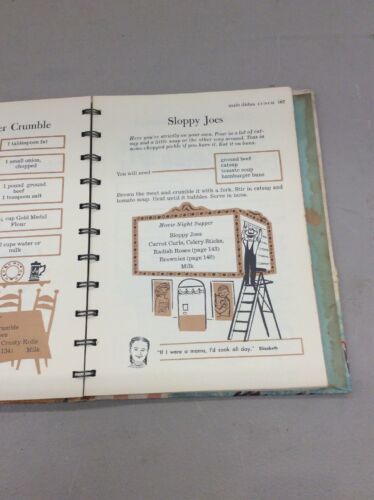 er Crumble
1 tablespoon fat
1 small onion,
chopped
1 pound ground
beef
1 teaspoon salt
cup Gold Medal
Flour
cups water or
milk
Crusty Rolls
134) Milk
main dishes LUNCH 107
Sloppy Joes
Here you're strictly on your own. Pour in a lot of cat-
sup and a little soup or the other way around. Toss in
some chopped pickle if you have it. Eat it on buns.
You will need
ground beef
catsup
tomato soup
hamburger buns
Brown the meat and crumble it with a fork. Stir in catsup and
tomato soup. Heat until it bubbles. Serve in buns.
Movie Night Supper
Sloppy Joes
Carrot Curls, Celery Sticks,
Radish Roses (page 143)
Brownies (page 148)
Milk
"If I were a mama, I'd cook all day." Elizabeth